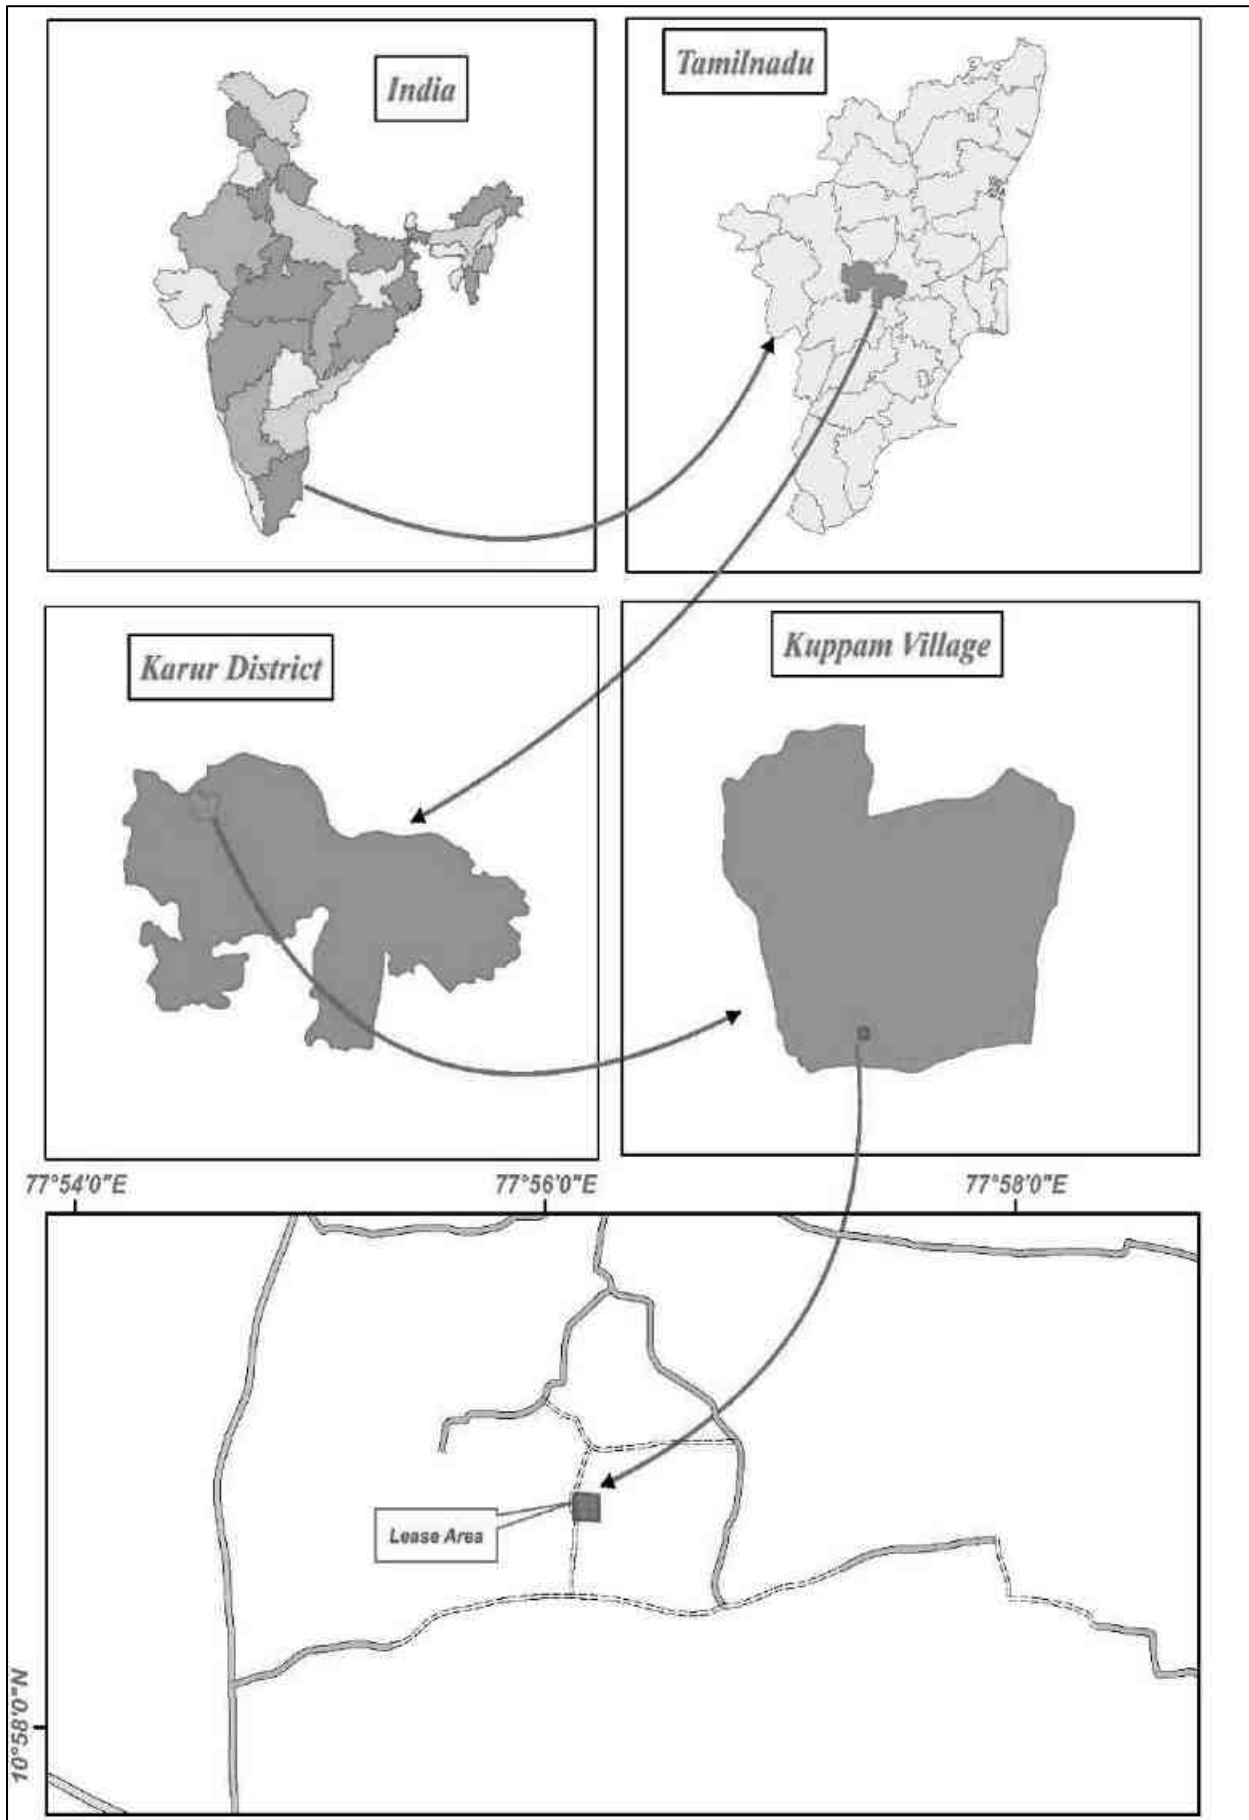 India
Tamilnadu
Karur District
Kuppam Village
77°54'0"E
77°56'0"E
77°58'0"E
Lease Area
10°58'0"N